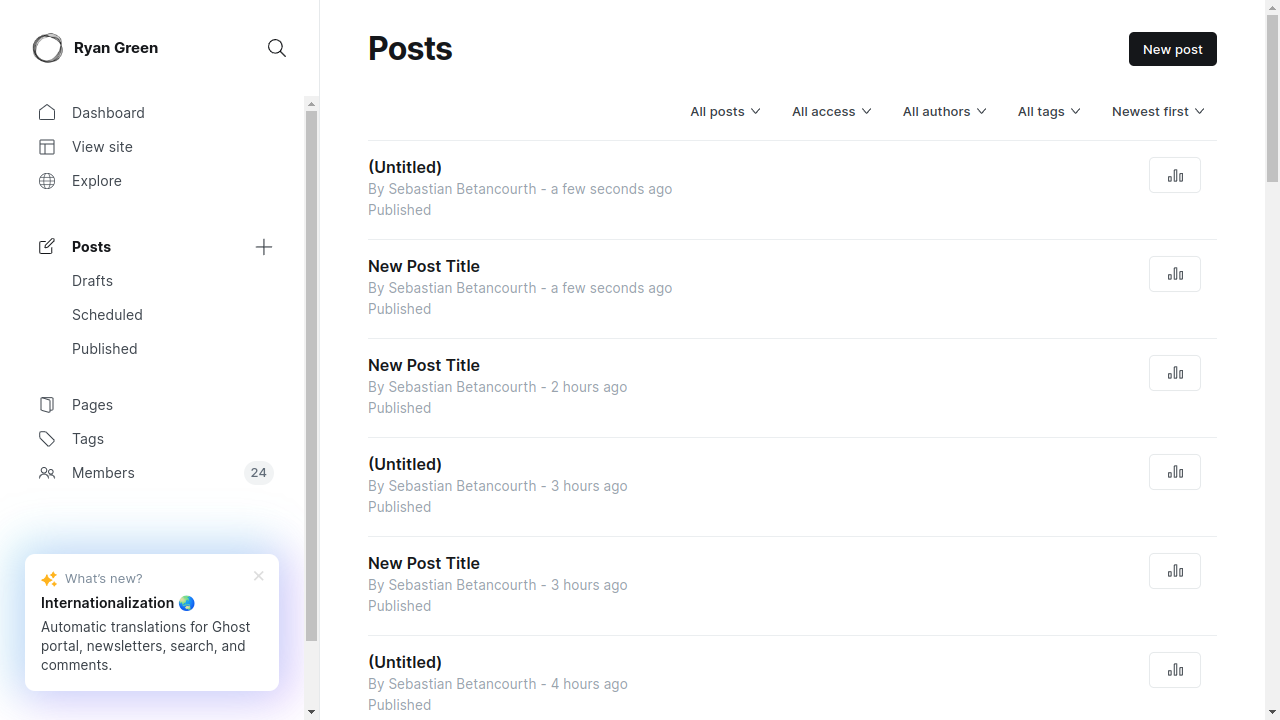 Ryan Green
Dashboard
View site
Explore
Posts
Drafts
Scheduled
Published
Pages
Tags
Members 24
What's new?
Internationalization 🌏
Automatic translations for Ghost
portal, newsletters, search, and
comments.
Posts
New post
All posts All access All authors All tags Newest first
(Untitled)
By Sebastian Betancourth - a few seconds ago
Published
New Post Title
By Sebastian Betancourth - a few seconds ago
Published
New Post Title
By Sebastian Betancourth - 2 hours ago
Published
(Untitled)
By Sebastian Betancourth - 3 hours ago
Published
New Post Title
By Sebastian Betancourth - 3 hours ago
Published
(Untitled)
By Sebastian Betancourth - 4 hours ago
Published